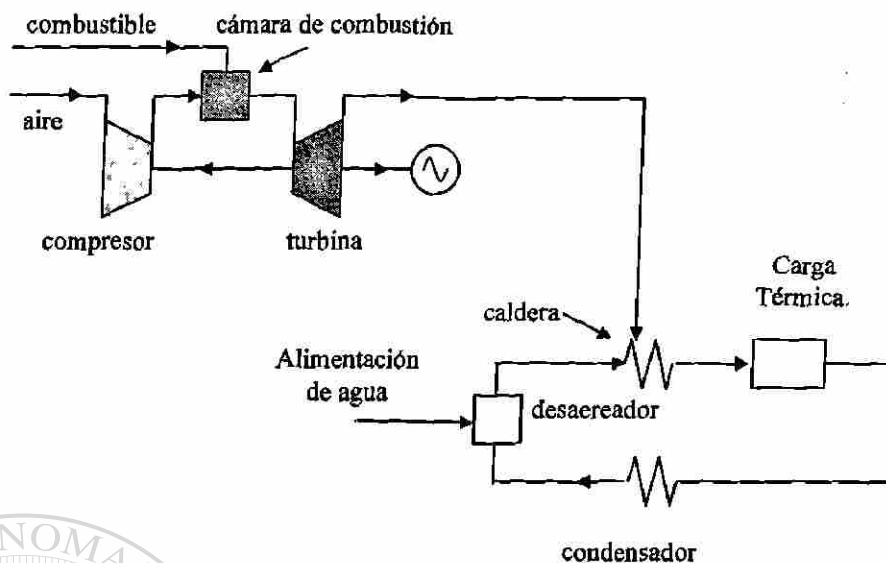 combustible
cámara de combustión
aire
compresor
turbina
Carga
Térmica.
caldera
Alimentación
de agua
desaereador
condensador